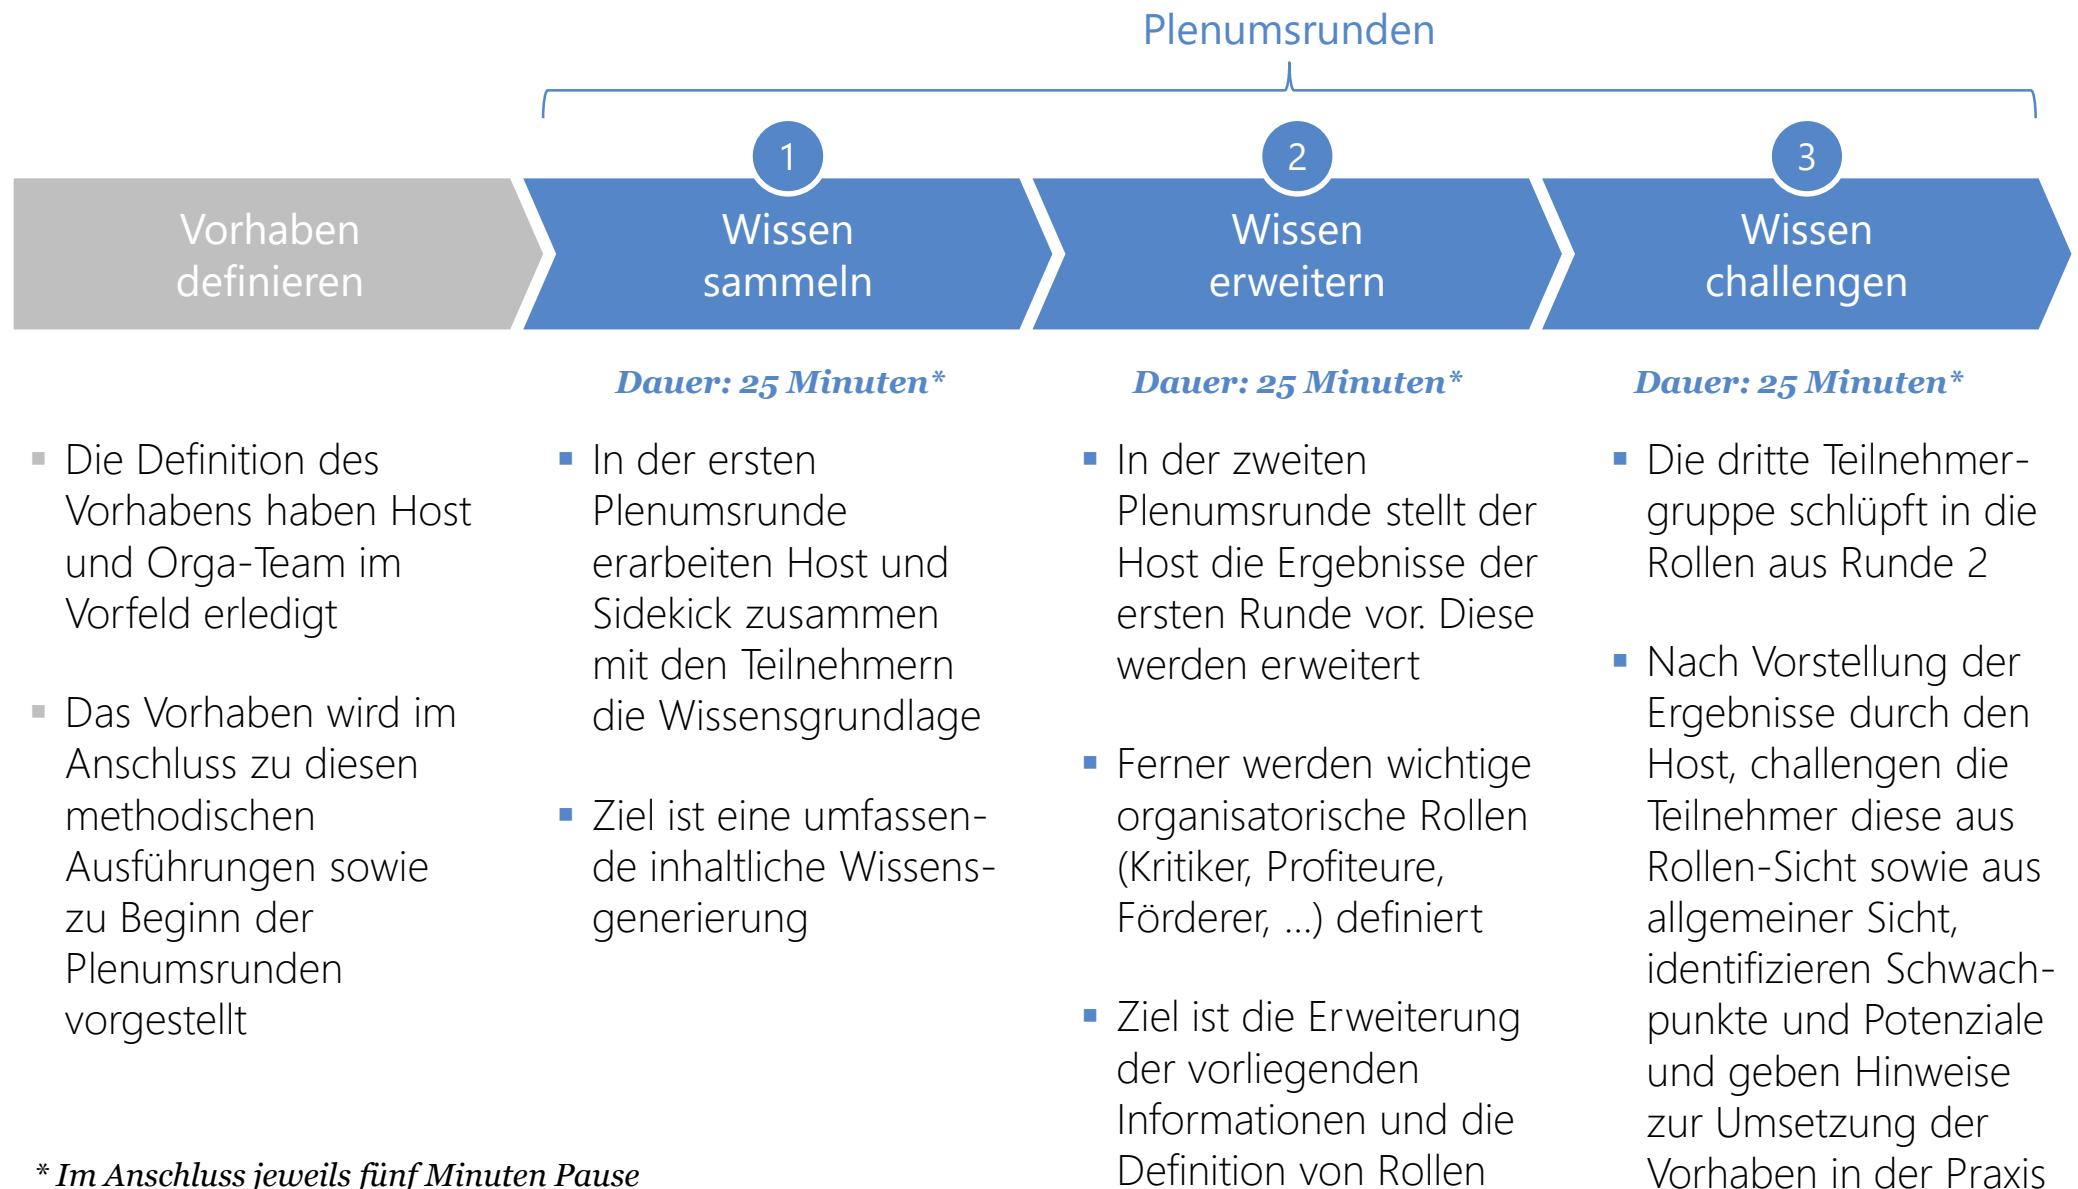 Plenumsrunden
1
2
3
Vorhaben
definieren
Wissen
sammeln
Wissen
erweitern
Wissen
challengen
Dauer: 25 Minuten*
Dauer: 25 Minuten*
Dauer: 25 Minuten*
▪ Die Definition des
Vorhabens haben Host
und Orga-Team im
Vorfeld erledigt
▪ Das Vorhaben wird im
Anschluss zu diesen
methodischen
Ausführungen sowie
zu Beginn der
Plenumsrunden
vorgestellt
▪ In der ersten
Plenumsrunde
erarbeiten Host und
Sidekick zusammen
mit den Teilnehmern
die Wissensgrundlage
▪ Ziel ist eine umfassen-
de inhaltliche Wissens-
generierung
▪ In der zweiten
Plenumsrunde stellt der
Host die Ergebnisse der
ersten Runde vor. Diese
werden erweitert
▪ Ferner werden wichtige
organisatorische Rollen
(Kritiker, Profiteure,
Förderer, ...) definiert
▪ Ziel ist die Erweiterung
der vorliegenden
Informationen und die
Definition von Rollen
▪ Die dritte Teilnehmer-
gruppe schlüpft in die
Rollen aus Runde 2
▪ Nach Vorstellung der
Ergebnisse durch den
Host, challengen die
Teilnehmer diese aus
Rollen-Sicht sowie aus
allgemeiner Sicht,
identifizieren Schwach-
punkte und Potenziale
und geben Hinweise
zur Umsetzung der
Vorhaben in der Praxis
* Im Anschluss jeweils fünf Minuten Pause